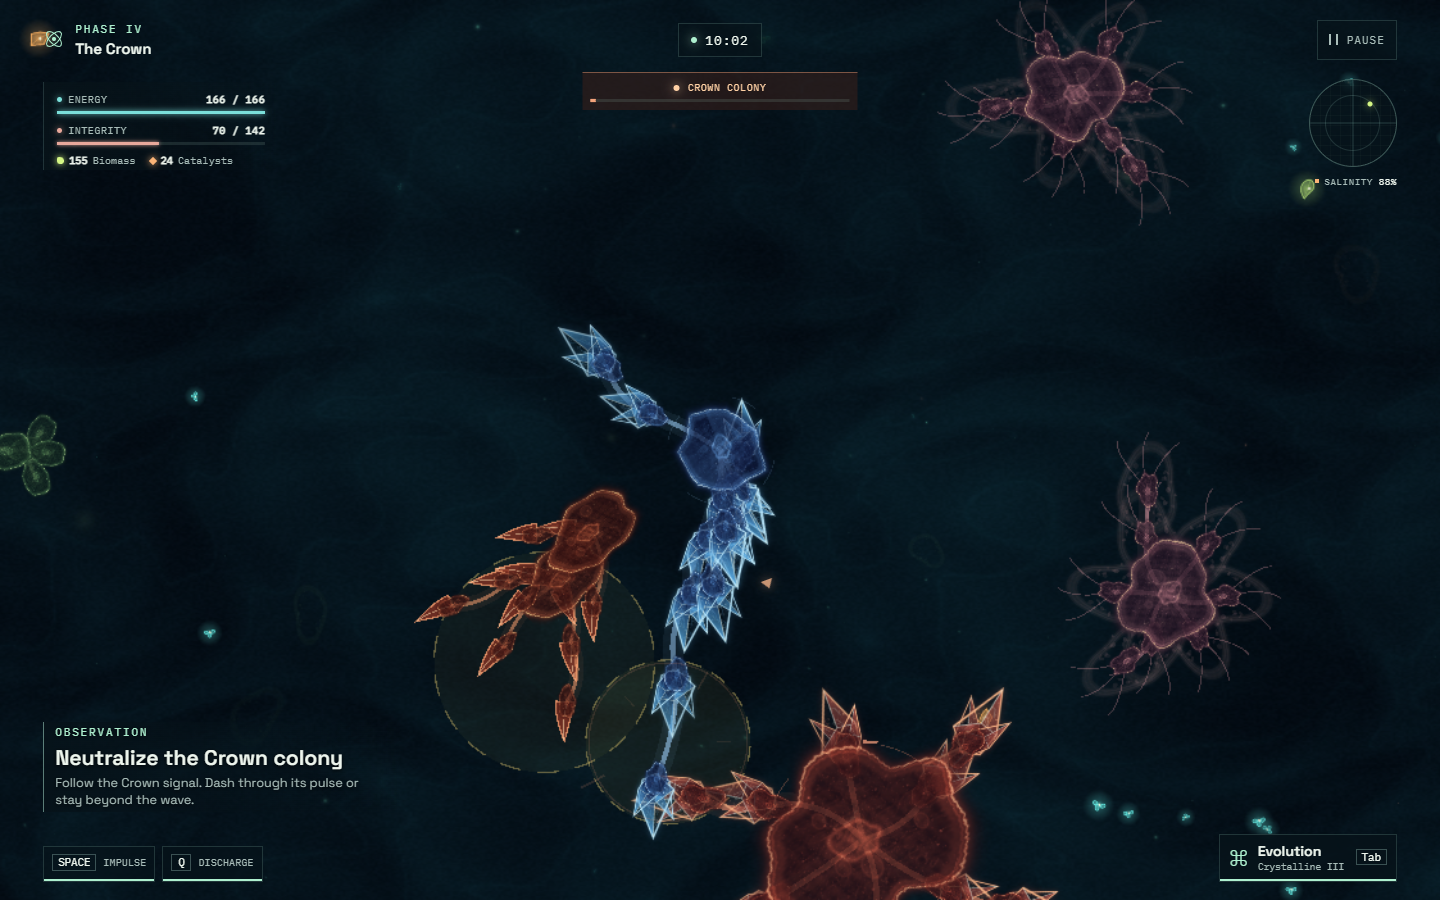 PHASE IV
The Crown
10:02
PAUSE
CROWN COLONY
ENERGY 166 / 166
INTEGRITY 70 / 142
155 Biomass 24 Catalysts
SALINITY 88%
OBSERVATION
Neutralize the Crown colony
Follow the Crown signal. Dash through its pulse or
stay beyond the wave.
SPACE IMPULSE
Q DISCHARGE
Evolution
Crystalline III
Tab